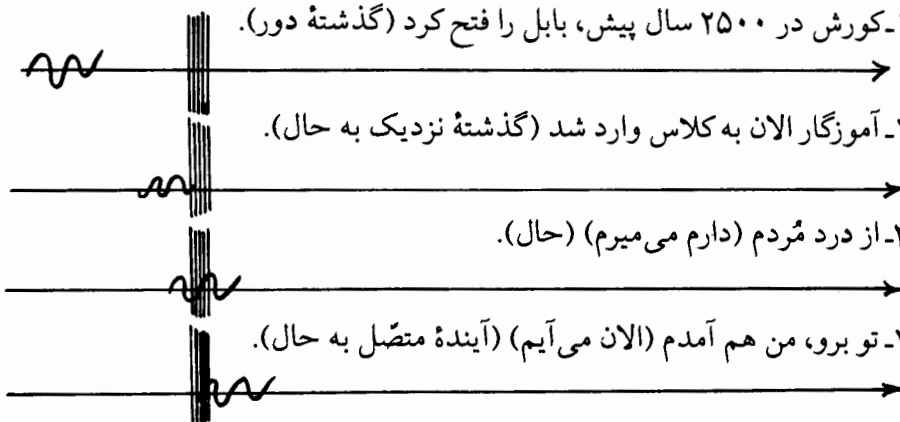 ـ کورش در ۲۵۰۰ سال پیش، بابل را فتح کرد (گذشتهٔ دور).
ـ آموزگار الان به کلاس وارد شد (گذشتهٔ نزدیک به حال).
ـ از درد مُردم (دارم می‌میرم) (حال).
ـ تو برو، من هم آمدم (الان می‌آیم) (آیندهٔ متصّل به حال).